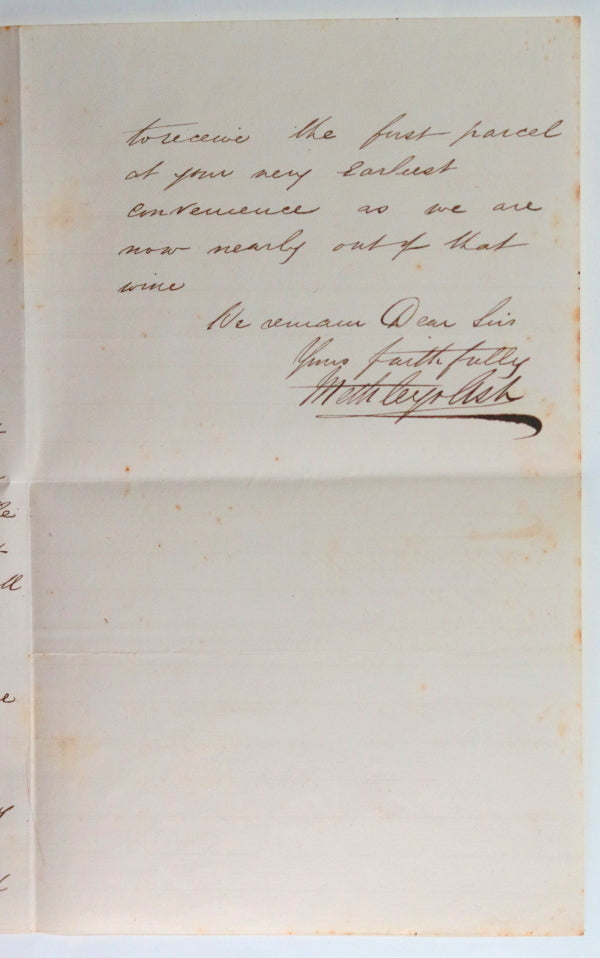 to receive the first parcel
at your very Earliest
convenience as we are
now nearly out of that
wine
We remain Dear Sirs
Yours faithfully